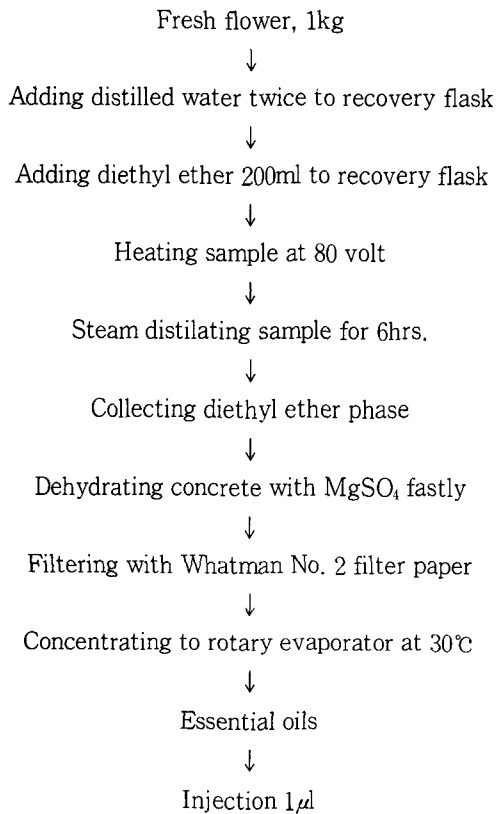 Fresh flower, 1kg
↓
Adding distilled water twice to recovery flask
↓
Adding diethyl ether 200ml to recovery flask
↓
Heating sample at 80 volt
↓
Steam distilating sample for 6hrs.
↓
Collecting diethyl ether phase
↓
Dehydrating concrete with MgSO₄ fastly
↓
Filtering with Whatman No. 2 filter paper
↓
Concentrating to rotary evaporator at 30℃
↓
Essential oils
↓
Injection 1μl